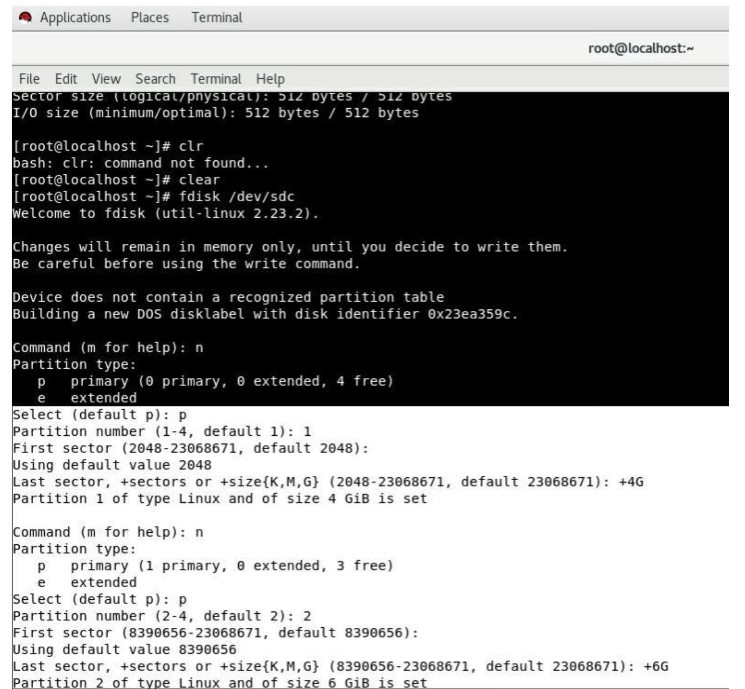 Applications Places Terminal
root@localhost:~
File Edit View Search Terminal Help
Sector size (logical/physical): 512 bytes / 512 bytes
I/O size (minimum/optimal): 512 bytes / 512 bytes
[root@localhost ~]# clr
bash: clr: command not found...
[root@localhost ~]# clear
[root@localhost ~]# fdisk /dev/sdc
Welcome to fdisk (util-linux 2.23.2).
Changes will remain in memory only, until you decide to write them.
Be careful before using the write command.
Device does not contain a recognized partition table
Building a new DOS disklabel with disk identifier 0x23ea359c.
Command (m for help): n
Partition type:
   p   primary (0 primary, 0 extended, 4 free)
   e   extended
Select (default p): p
Partition number (1-4, default 1): 1
First sector (2048-23068671, default 2048):
Using default value 2048
Last sector, +sectors or +size{K,M,G} (2048-23068671, default 23068671): +4G
Partition 1 of type Linux and of size 4 GiB is set
Command (m for help): n
Partition type:
   p   primary (1 primary, 0 extended, 3 free)
   e   extended
Select (default p): p
Partition number (2-4, default 2): 2
First sector (8390656-23068671, default 8390656):
Using default value 8390656
Last sector, +sectors or +size{K,M,G} (8390656-23068671, default 23068671): +6G
Partition 2 of type Linux and of size 6 GiB is set